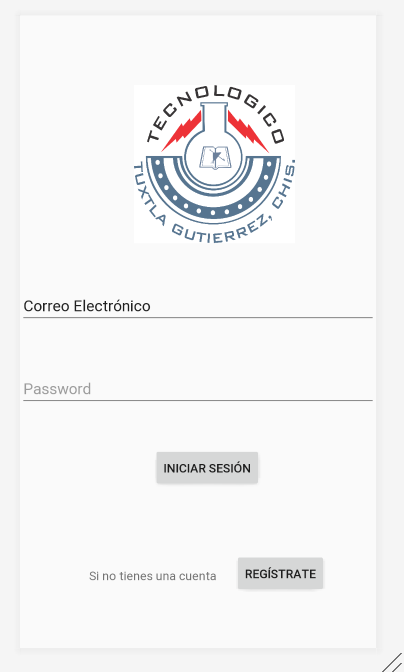 TECNOLOGICO
TUXTLA GUTIERREZ, CHIS.
Correo Electrónico
Password
INICIAR SESIÓN
Si no tienes una cuenta
REGÍSTRATE